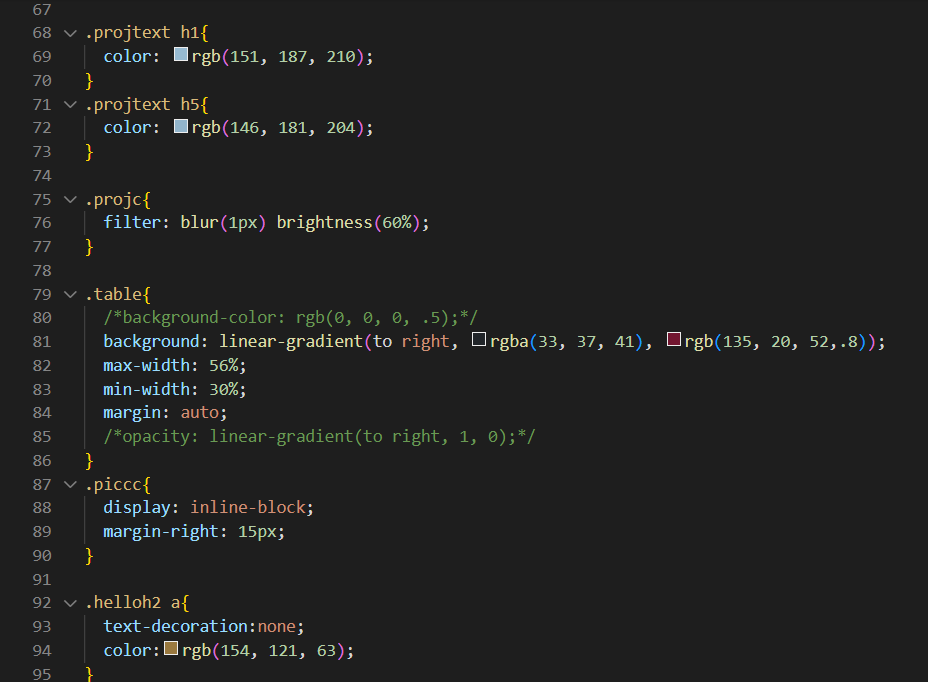 67
68 .projtext h1{
69 color: rgb(151, 187, 210);
70 }
71 .projtext h5{
72 color: rgb(146, 181, 204);
73 }
74
75 .projc{
76 filter: blur(1px) brightness(60%);
77 }
78
79 .table{
80 /*background-color: rgb(0, 0, 0, .5);*/
81 background: linear-gradient(to right, rgba(33, 37, 41), rgb(135, 20, 52,.8));
82 max-width: 56%;
83 min-width: 30%;
84 margin: auto;
85 /*opacity: linear-gradient(to right, 1, 0);*/
86 }
87 .piccc{
88 display: inline-block;
89 margin-right: 15px;
90 }
91
92 .helloh2 a{
93 text-decoration:none;
94 color:rgb(154, 121, 63);
95 }